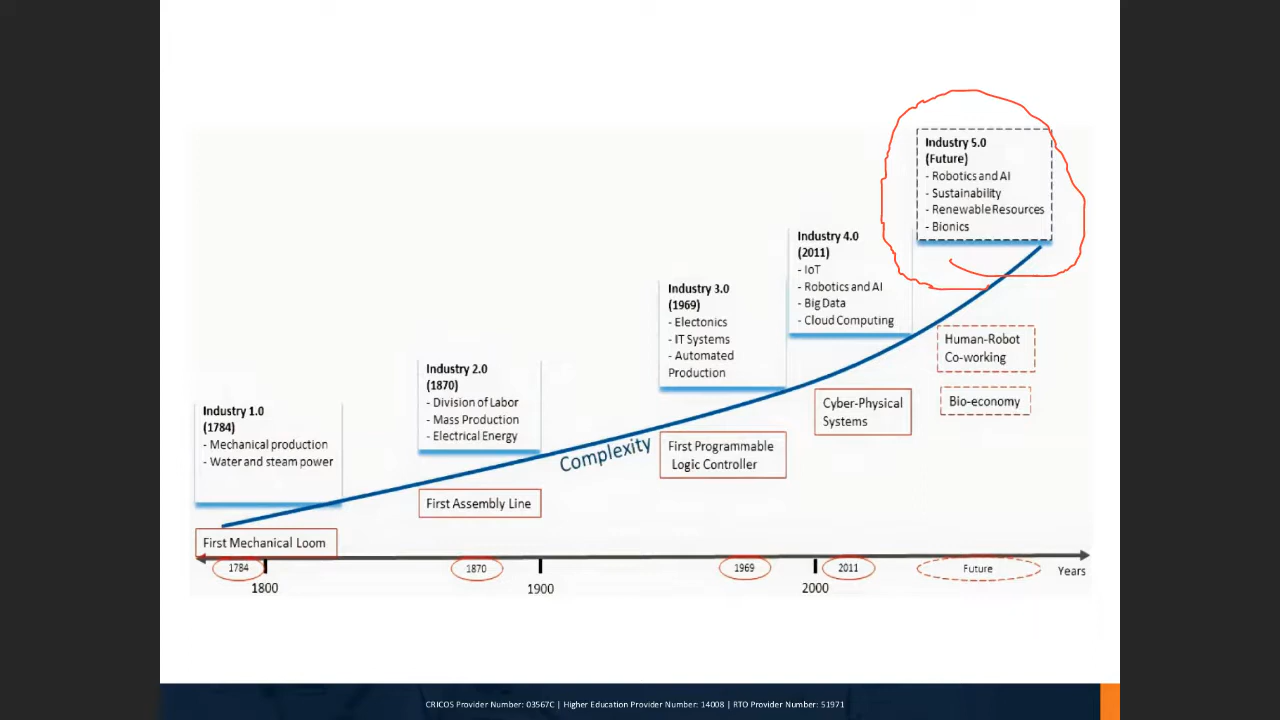 Industry 5.0
(Future)
- Robotics and AI
- Sustainability
- Renewable Resources
- Bionics
Industry 4.0
(2011)
- IoT
- Robotics and AI
- Big Data
- Cloud Computing
Industry 3.0
(1969)
- Electonics
- IT Systems
- Automated
Production
Industry 2.0
(1870)
- Division of Labor
- Mass Production
- Electrical Energy
Industry 1.0
(1784)
- Mechanical production
- Water and steam power
Complexity
Human-Robot
Co-working
Bio-economy
Cyber-Physical
Systems
First Programmable
Logic Controller
First Assembly Line
First Mechanical Loom
1784
1870
1969
2011
Future
Years
1800
1900
2000
CRICOS Provider Number: 03567C | Higher Education Provider Number: 14008 | RTO Provider Number: 51971